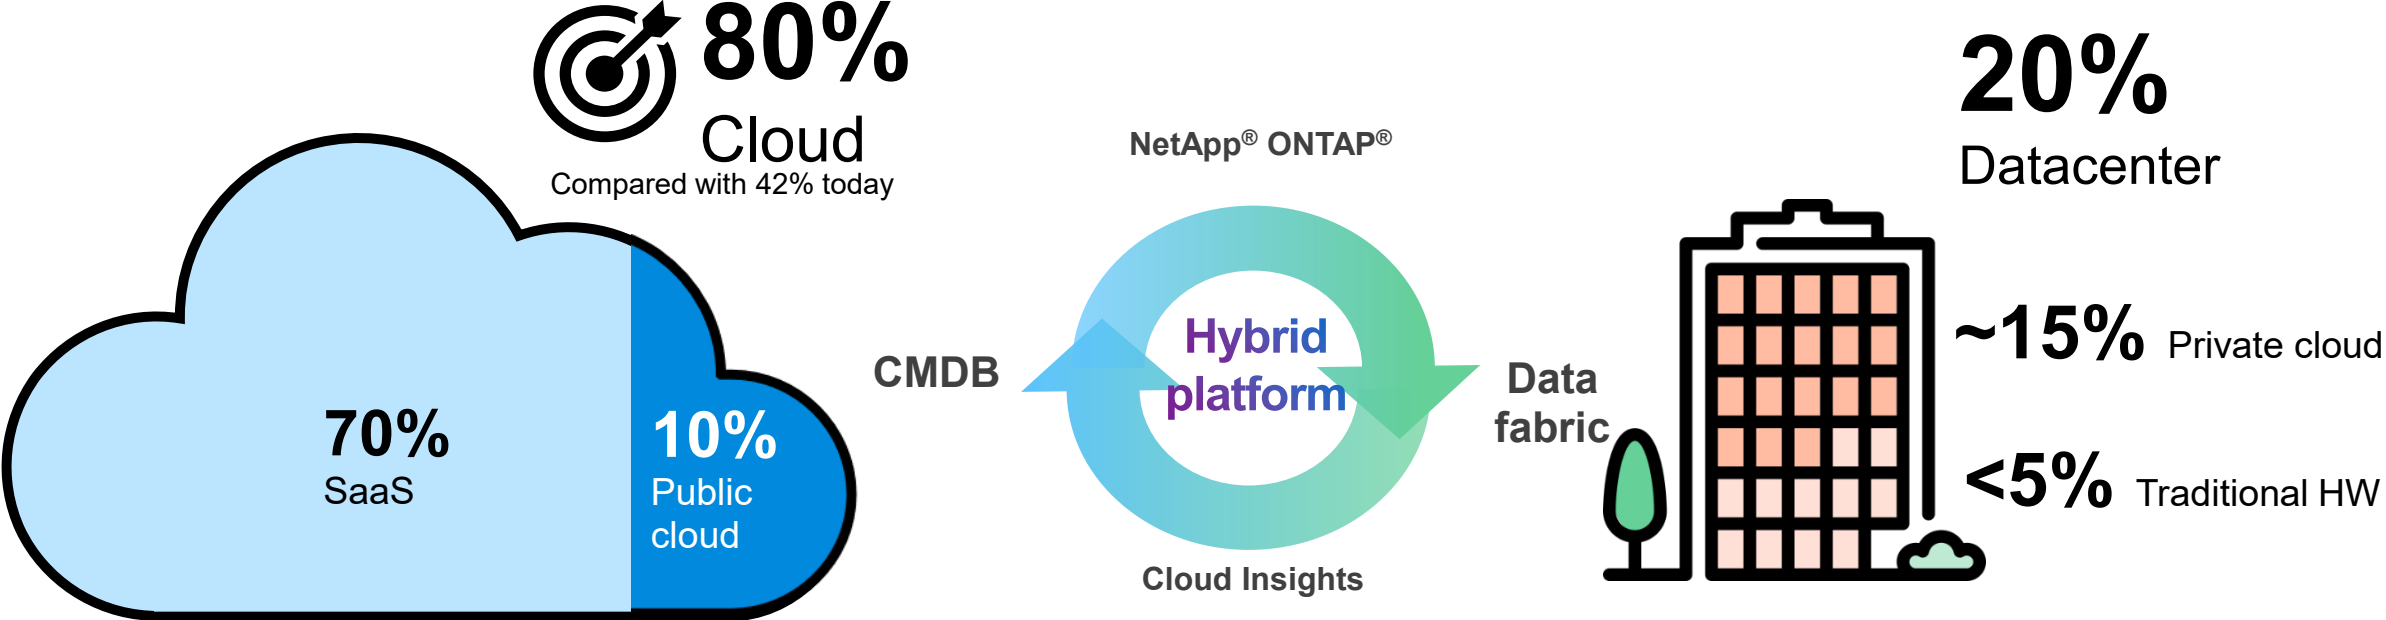 80%
Cloud
Compared with 42% today
70%
SaaS
10%
Public
cloud
NetApp® ONTAP®
CMDB
Hybrid
platform
Data
fabric
Cloud Insights
20%
Datacenter
~15% Private cloud
<5% Traditional HW